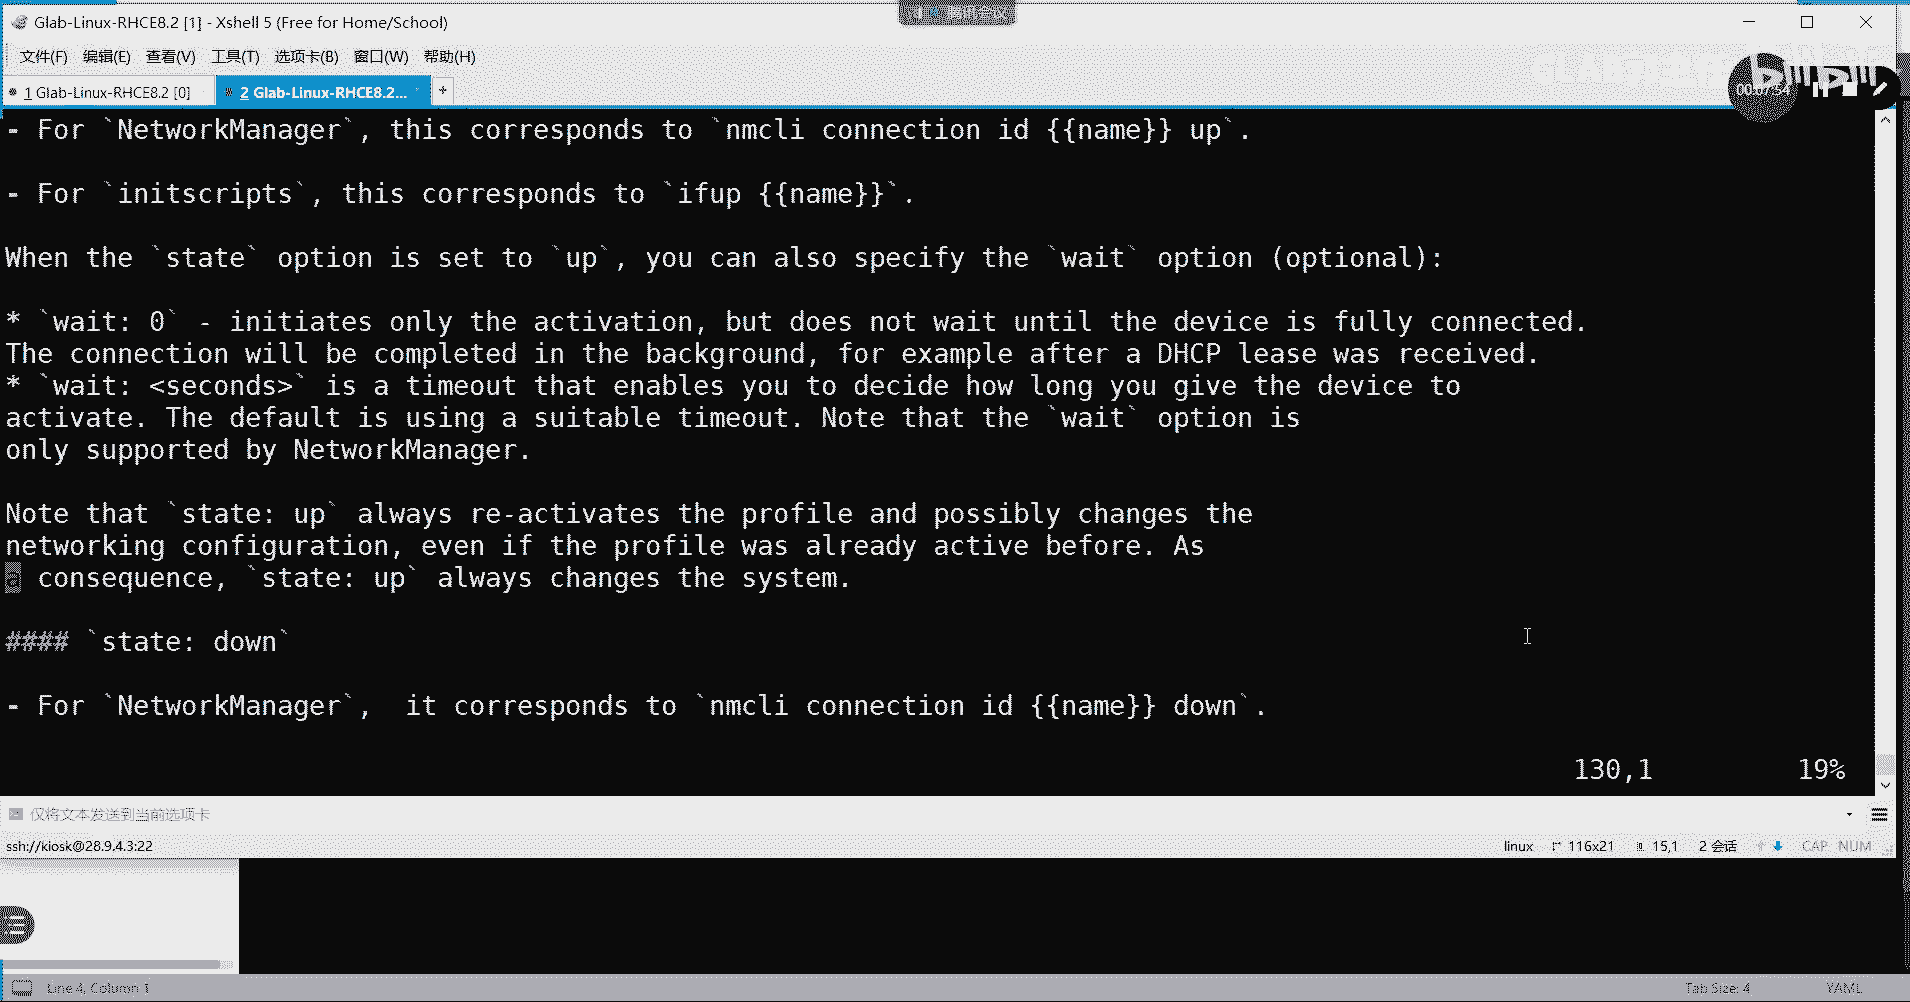 Glab-Linux-RHCE8.2 [1] - Xshell 5 (Free for Home/School)
腾讯会议
文件(F) 编辑(E) 查看(V) 工具(T) 选项卡(B) 窗口(W) 帮助(H)
1 Glab-Linux-RHCE8.2 [0]
2 Glab-Linux-RHCE8.2...
+
00:07:54
- For `NetworkManager`, this corresponds to `nmcli connection id {{name}} up`.
- For `initscripts`, this corresponds to `ifup {{name}}`.
When the `state` option is set to `up`, you can also specify the `wait` option (optional):
* `wait: 0` - initiates only the activation, but does not wait until the device is fully connected.
The connection will be completed in the background, for example after a DHCP lease was received.
* `wait: <seconds>` is a timeout that enables you to decide how long you give the device to
activate. The default is using a suitable timeout. Note that the `wait` option is
only supported by NetworkManager.
Note that `state: up` always re-activates the profile and possibly changes the
networking configuration, even if the profile was already active before. As
a consequence, `state: up` always changes the system.
#### `state: down`
- For `NetworkManager`,  it corresponds to `nmcli connection id {{name}} down`.
130,1 19%
仅将文本发送到当前选项卡
ssh://kiosk@28.9.4.3:22 linux 116x21 15,1 2 会话 CAP NUM
Line 4, Column 1 Tab Size: 4 YAML